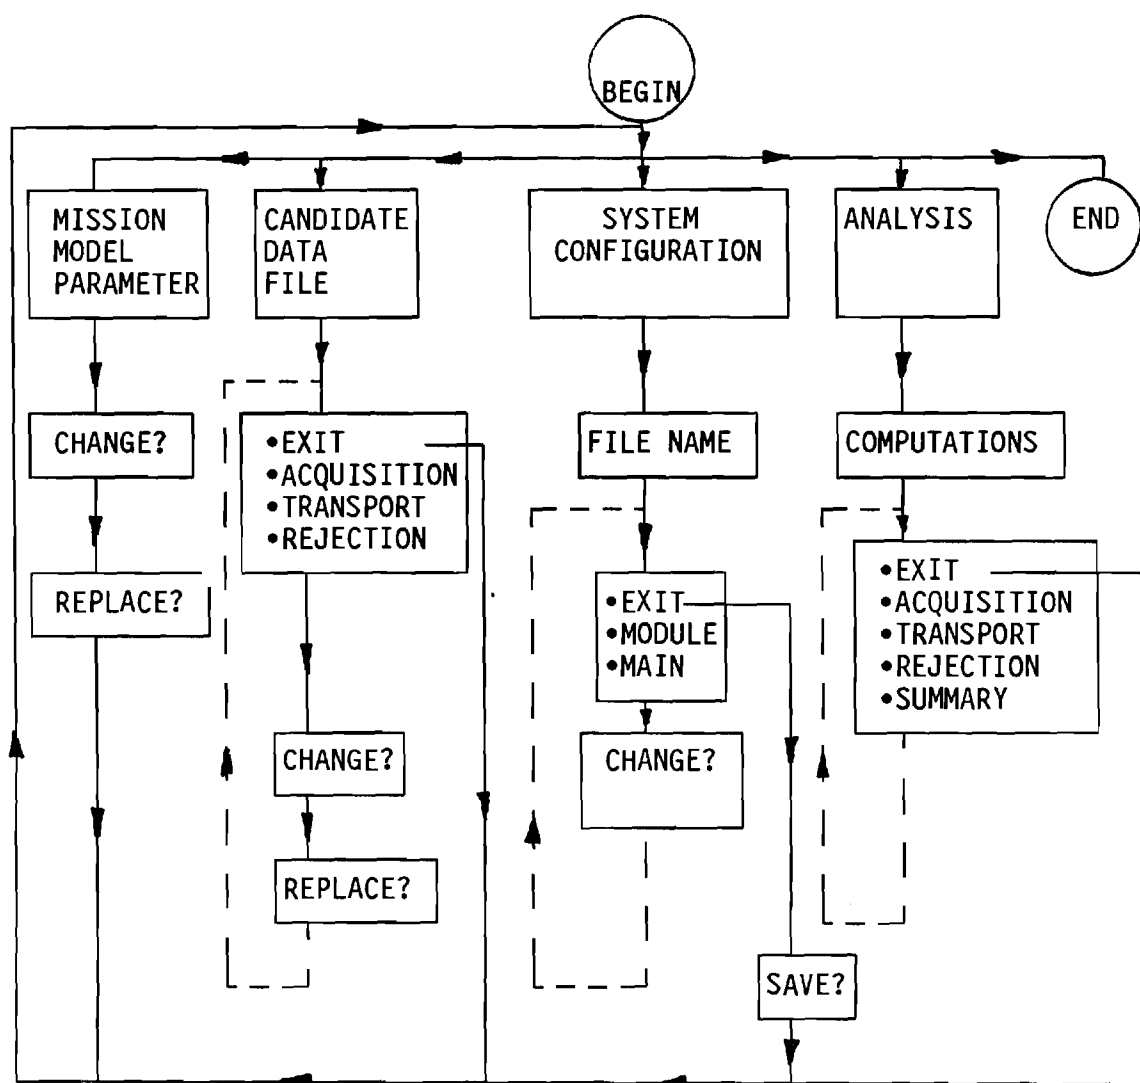 BEGIN
MISSION
MODEL
PARAMETER
CANDIDATE
DATA
FILE
SYSTEM
CONFIGURATION
ANALYSIS
END
CHANGE?
•EXIT
•ACQUISITION
•TRANSPORT
•REJECTION
FILE NAME
COMPUTATIONS
REPLACE?
•EXIT
•MODULE
•MAIN
•EXIT
•ACQUISITION
•TRANSPORT
•REJECTION
•SUMMARY
CHANGE?
CHANGE?
REPLACE?
SAVE?